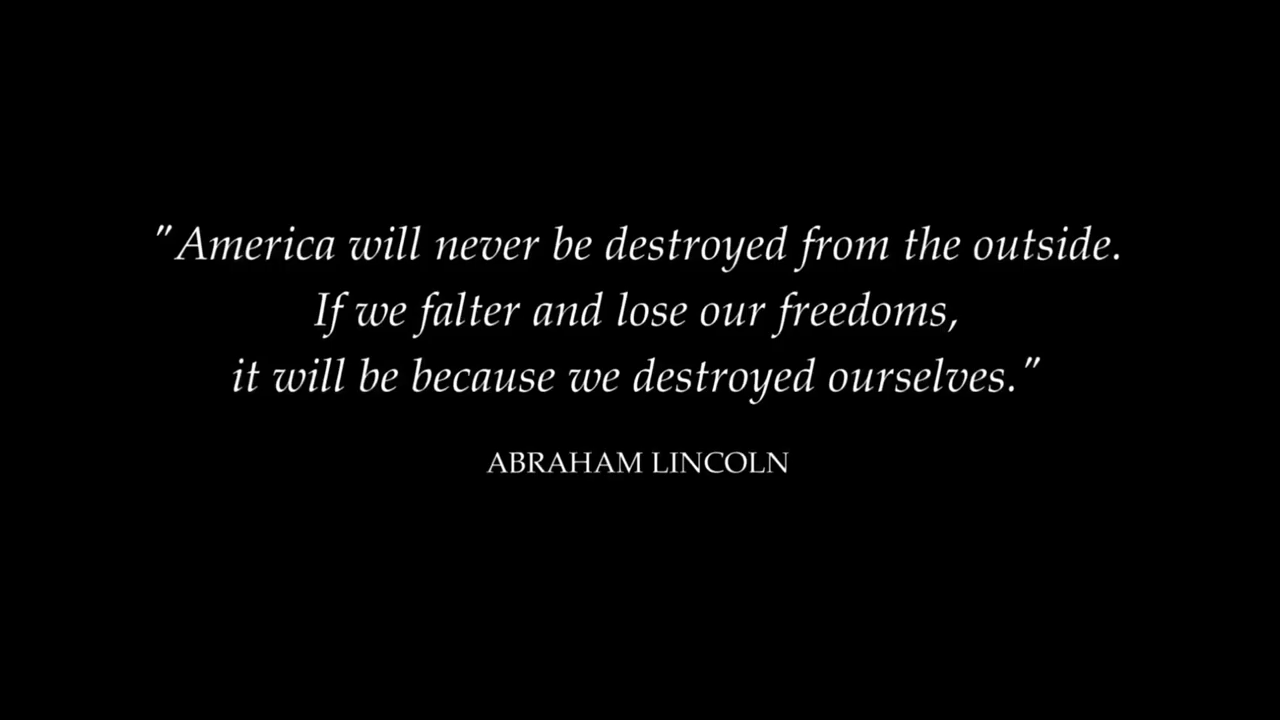 "America will never be destroyed from the outside.
If we falter and lose our freedoms,
it will be because we destroyed ourselves."
ABRAHAM LINCOLN